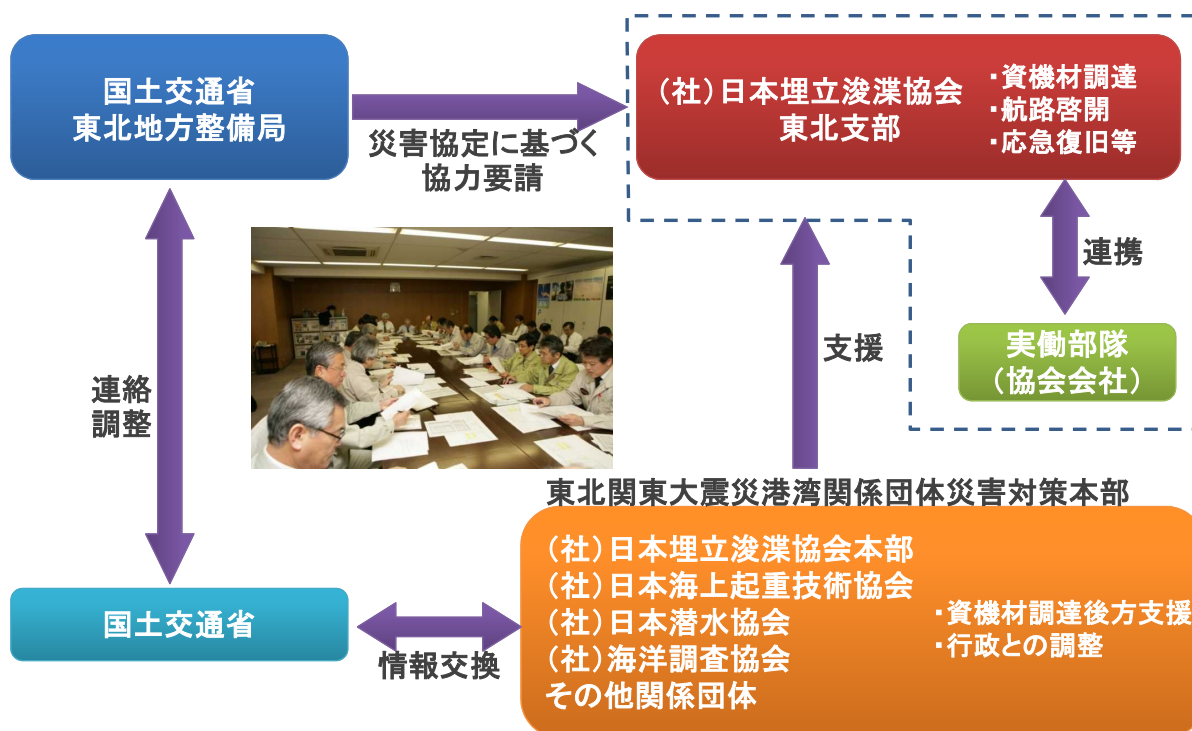 国土交通省
東北地方整備局
災害協定に基づく
協力要請
（社）日本埋立浚渫協会
東北支部
・資機材調達
・航路啓開
・応急復旧等
連携
実働部隊
（協会会社）
支援
連絡
調整
東北関東大震災港湾関係団体災害対策本部
国土交通省
情報交換
（社）日本埋立浚渫協会本部
（社）日本海上起重技術協会
（社）日本潜水協会
（社）海洋調査協会
その他関係団体
・資機材調達後方支援
・行政との調整